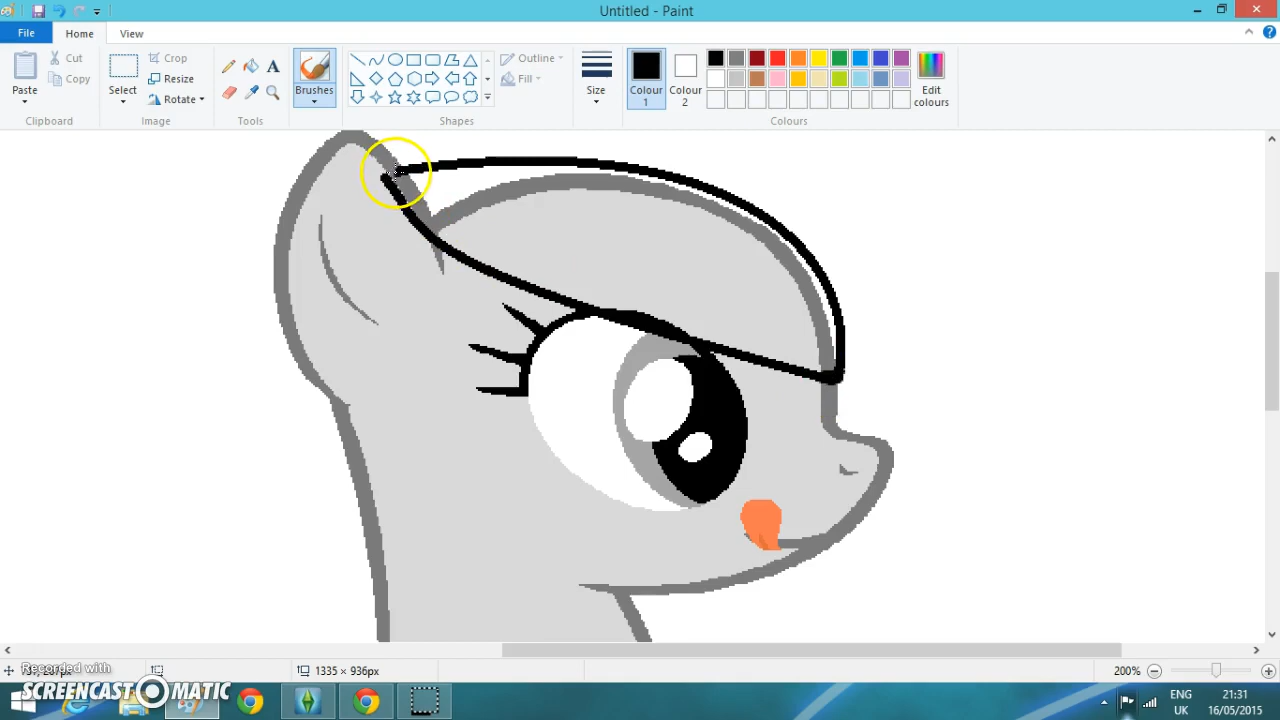 Untitled - Paint
File
Home
View
Paste
Cut
Copy
Clipboard
Select
Crop
Resize
Rotate
Image
Tools
Brushes
Outline
Fill
Shapes
Size
Colour 1
Colour 2
Edit colours
Colours
1335 × 936px
200%
Recorded with
SCREENCAST MATIC
ENG
UK
21:31
16/05/2015